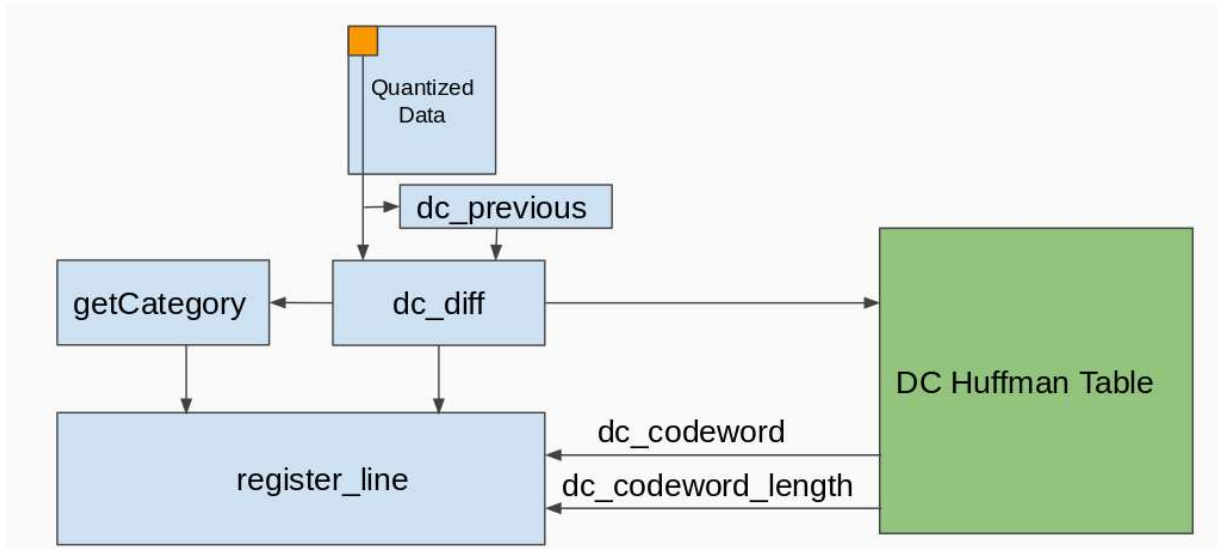 Quantized
Data
dc_previous
getCategory
dc_diff
DC Huffman Table
dc_codeword
register_line
dc_codeword_length